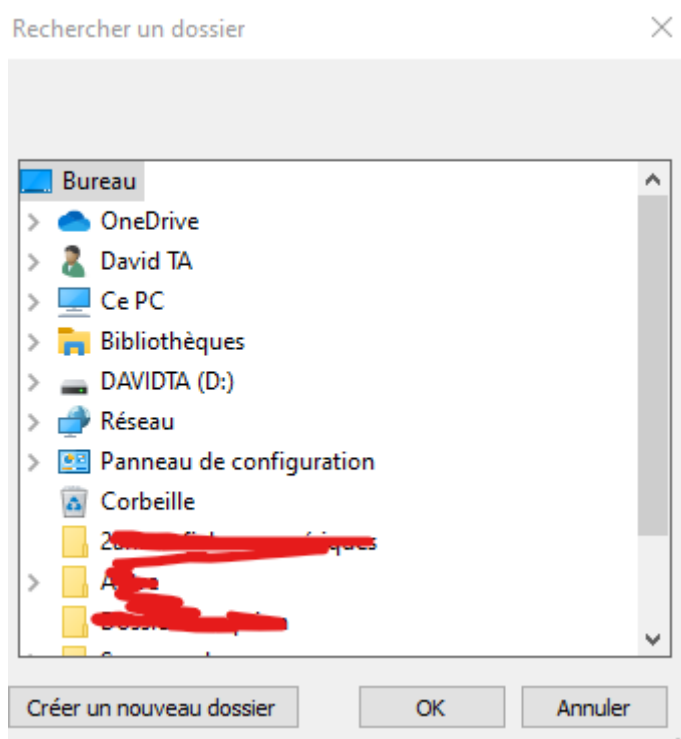 Rechercher un dossier
Bureau
OneDrive
David TA
Ce PC
Bibliothèques
DAVIDTA (D:)
Réseau
Panneau de configuration
Corbeille
Créer un nouveau dossier
OK
Annuler